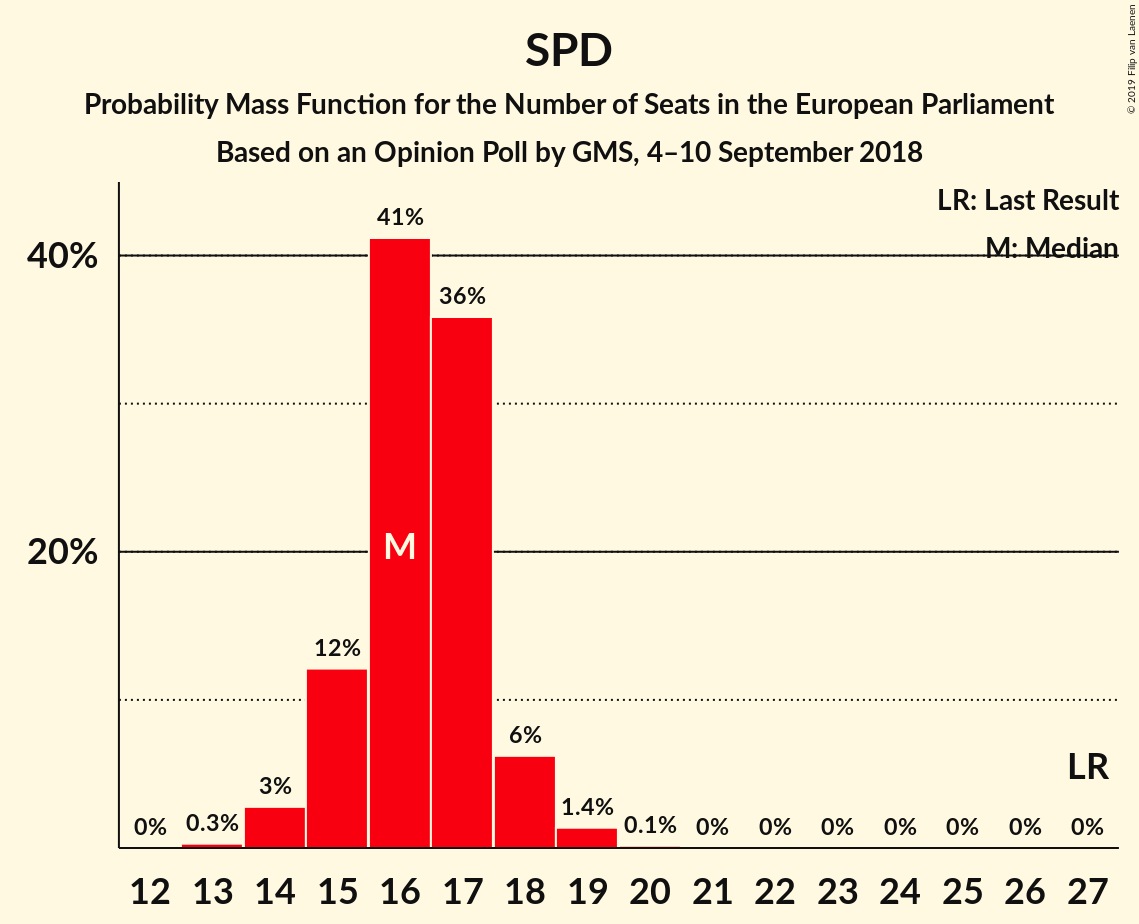 SPD
Probability Mass Function for the Number of Seats in the European Parliament
Based on an Opinion Poll by GMS, 4–10 September 2018
© 2019 Filip van Laenen
LR: Last Result
M: Median
40%
20%
0%
0.3%
3%
12%
41%
36%
6%
1.4%
0.1%
0%
0%
0%
0%
0%
0%
0%
M
LR
12 13 14 15 16 17 18 19 20 21 22 23 24 25 26 27